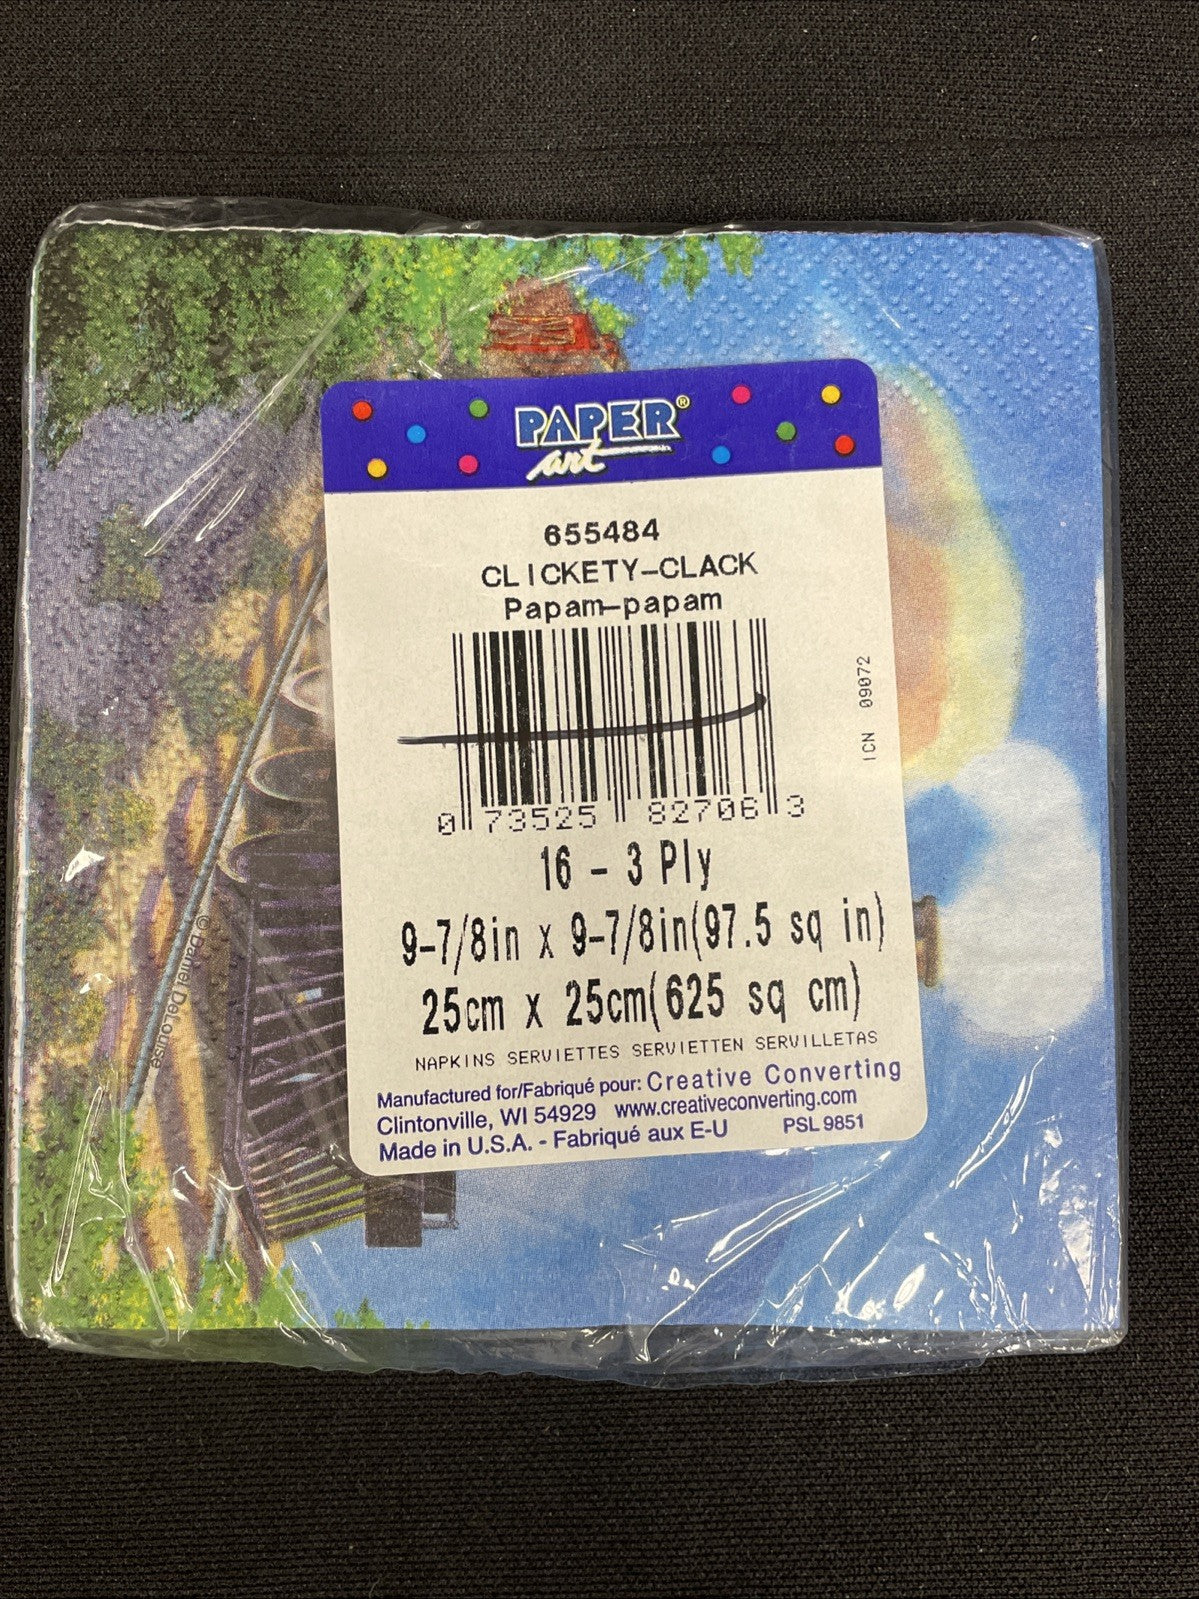 PAPER®
art
655484
CLICKETY-CLACK
Papam-papam
ICN 09072
0 73525 82706 3
16 - 3 Ply
9-7/8in x 9-7/8in(97.5 sq in)
25cm x 25cm(625 sq cm)
NAPKINS SERVIETTES SERVIETTEN SERVILLETAS
Manufactured for/Fabriqué pour: Creative Converting
Clintonville, WI 54929 www.creativeconverting.com
Made in U.S.A. - Fabriqué aux E-U PSL 9851
© Daniel DeLouise